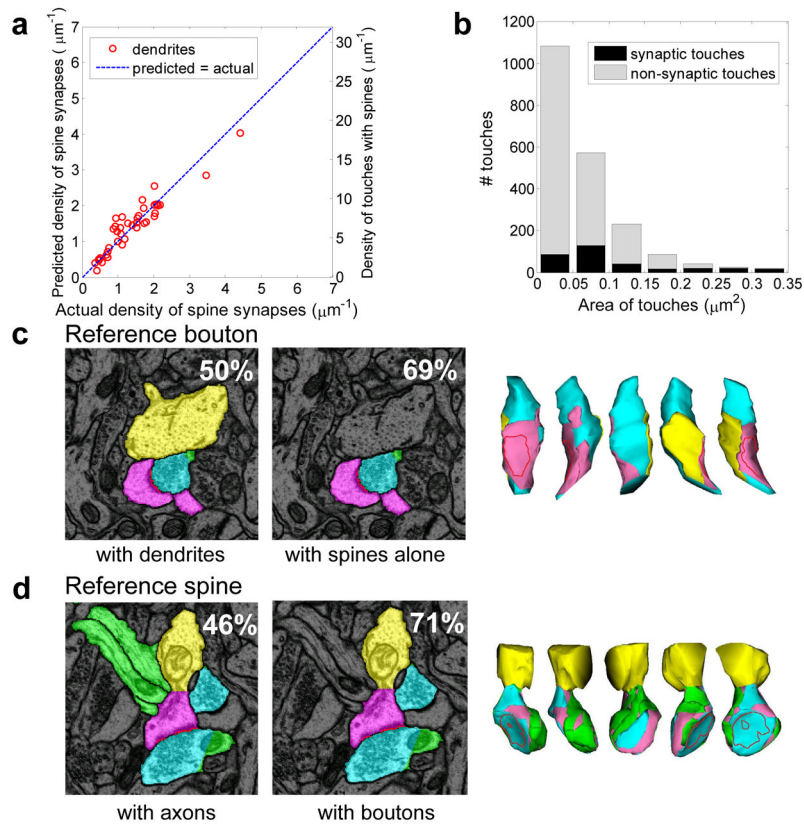 a
Predicted density of spine synapses (μm⁻¹)
7
6
5
4
3
2
1
0
dendrites
predicted = actual
30
25
20
15
10
5
0
Density of touches with spines (μm⁻¹)
0 1 2 3 4 5 6 7
Actual density of spine synapses (μm⁻¹)
b
# touches
1200
1000
800
600
400
200
0
synaptic touches
non-synaptic touches
0 0.05 0.1 0.15 0.2 0.25 0.3 0.35
Area of touches (μm²)
c
Reference bouton
50%
69%
with dendrites
with spines alone
d
Reference spine
46%
71%
with axons
with boutons